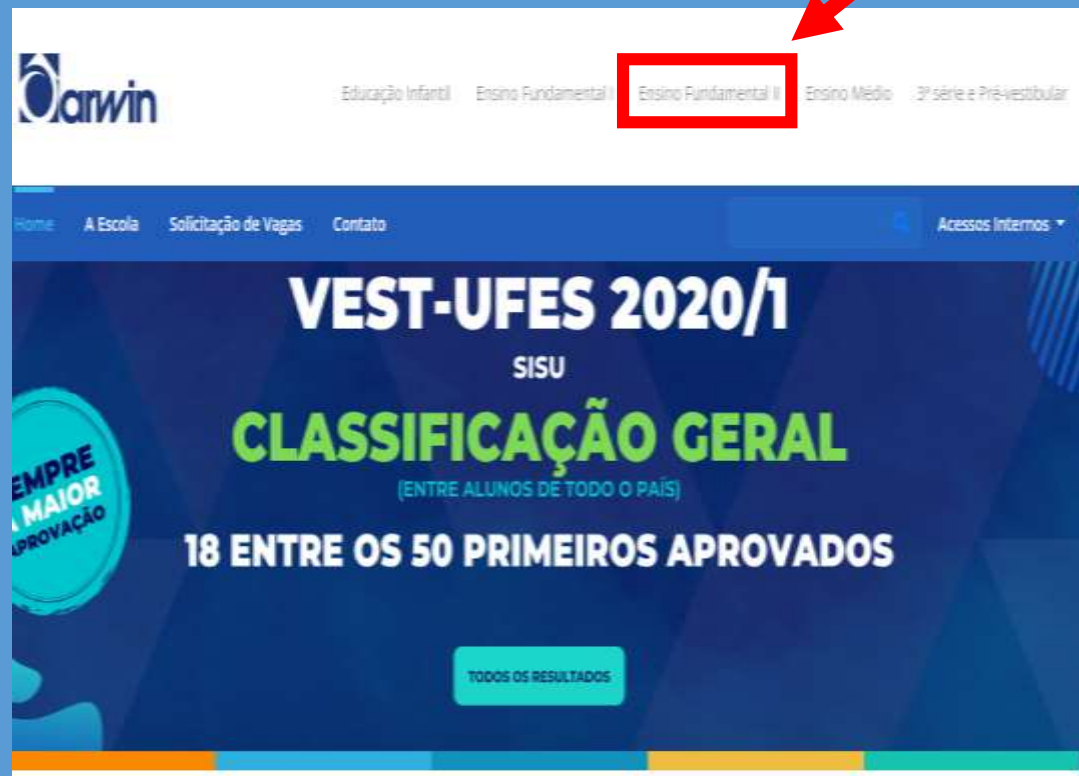 Darwin
Educação Infantil Ensino Fundamental I Ensino Fundamental II Ensino Médio 3ª série e Pré-vestibular
Home A Escola Solicitação de Vagas Contato Acessos Internos
VEST-UFES 2020/1
SISU
CLASSIFICAÇÃO GERAL
(ENTRE ALUNOS DE TODO O PAÍS)
18 ENTRE OS 50 PRIMEIROS APROVADOS
EMPRE
A MAIOR
APROVAÇÃO
TODOS OS RESULTADOS